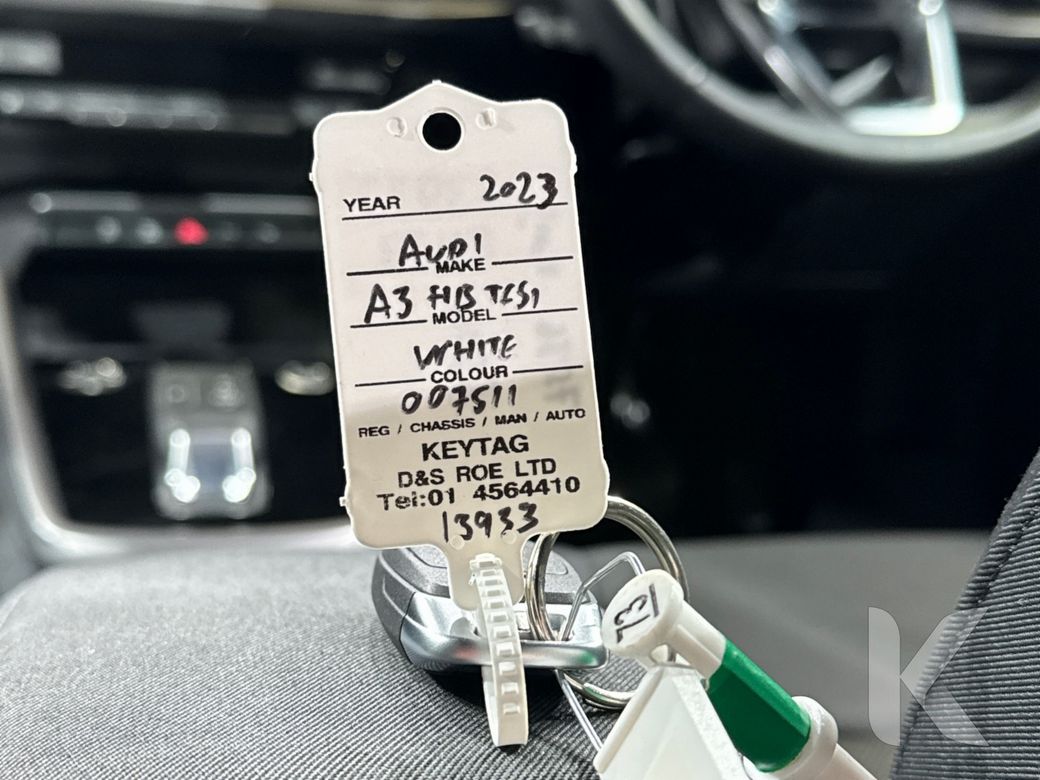 YEAR 2023
AUDI
MAKE
A3 HB TFSI
MODEL
WHITE
COLOUR
007511
REG / CHASSIS / MAN / AUTO
KEYTAG
D&S ROE LTD
Tel:01 4564410
13933
K